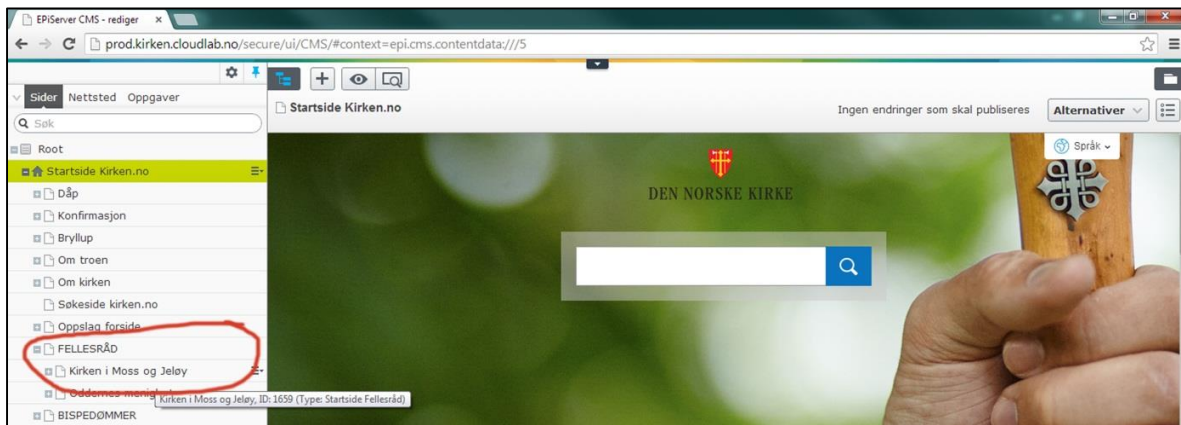 EPiServer CMS - rediger
prod.kirken.cloudlab.no/secure/ui/CMS/#context=epi.cms.contentdata:///5
Sider Nettsted Oppgaver
Søk
Root
Startside Kirken.no
Dåp
Konfirmasjon
Bryllup
Om troen
Om kirken
Søkeside kirken.no
Oppslag forside
FELLESRÅD
Kirken i Moss og Jeløy
Kirken i Moss og Jeløy, ID: 1659 (Type: Startside Fellesråd)
BISPEDØMMER
Startside Kirken.no
Ingen endringer som skal publiseres
Alternativer
Språk
DEN NORSKE KIRKE